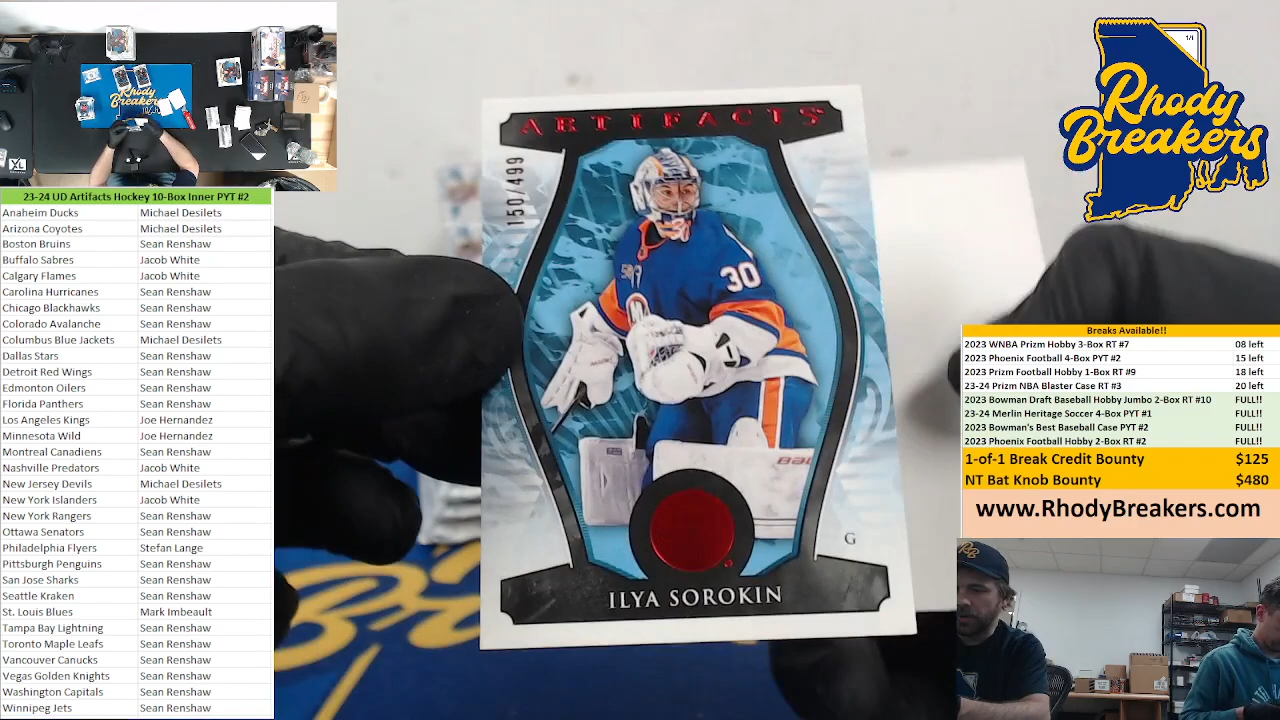 Rhody
Breakers
23-24 UD Artifacts Hockey 10-Box Inner PYT #2
Anaheim Ducks Michael Desilets
Arizona Coyotes Michael Desilets
Boston Bruins Sean Renshaw
Buffalo Sabres Jacob White
Calgary Flames Jacob White
Carolina Hurricanes Sean Renshaw
Chicago Blackhawks Sean Renshaw
Colorado Avalanche Sean Renshaw
Columbus Blue Jackets Michael Desilets
Dallas Stars Sean Renshaw
Detroit Red Wings Sean Renshaw
Edmonton Oilers Sean Renshaw
Florida Panthers Sean Renshaw
Los Angeles Kings Joe Hernandez
Minnesota Wild Joe Hernandez
Montreal Canadiens Sean Renshaw
Nashville Predators Jacob White
New Jersey Devils Michael Desilets
New York Islanders Jacob White
New York Rangers Sean Renshaw
Ottawa Senators Sean Renshaw
Philadelphia Flyers Stefan Lange
Pittsburgh Penguins Sean Renshaw
San Jose Sharks Sean Renshaw
Seattle Kraken Sean Renshaw
St. Louis Blues Mark Imbeault
Tampa Bay Lightning Sean Renshaw
Toronto Maple Leafs Sean Renshaw
Vancouver Canucks Sean Renshaw
Vegas Golden Knights Sean Renshaw
Washington Capitals Sean Renshaw
Winnipeg Jets Sean Renshaw
ARTIFACTS
150/499
30
G
ILYA SOROKIN
1/1
Rhody
Breakers
Breaks Available!!
2023 WNBA Prizm Hobby 3-Box RT #7 08 left
2023 Phoenix Football 4-Box PYT #2 15 left
2023 Prizm Football Hobby 1-Box RT #9 18 left
23-24 Prizm NBA Blaster Case RT #3 20 left
2023 Bowman Draft Baseball Hobby Jumbo 2-Box RT #10 FULL!!
23-24 Merlin Heritage Soccer 4-Box PYT #1 FULL!!
2023 Bowman's Best Baseball Case PYT #2 FULL!!
2023 Phoenix Football Hobby 2-Box RT #2 FULL!!
1-of-1 Break Credit Bounty $125
NT Bat Knob Bounty $480
www.RhodyBreakers.com
RB